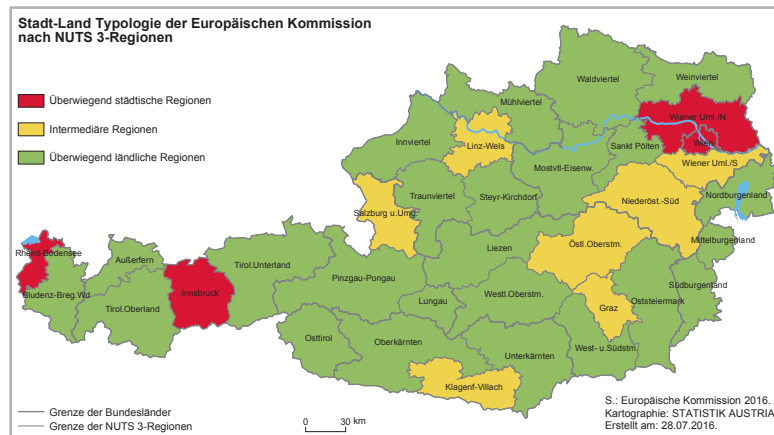 Stadt-Land Typologie der Europäischen Kommission
nach NUTS 3-Regionen
Überwiegend städtische Regionen
Intermediäre Regionen
Überwiegend ländliche Regionen
Waldviertel
Weinviertel
Mühlviertel
Wiener Uml./N
Wien
Innviertel
Linz-Wels
Sankt Pölten
Mostvtl-Eisenw.
Wiener Uml./S
Traunviertel
Steyr-Kirchdorf
Nordburgenland
Salzburg u.Umg.
Niederöst.-Süd
Mittelburgenland
Rheint-Bodensee
Außerfern
Tirol.Unterland
Liezen
Östl.Oberstm.
Bludenz-Breg.Wd
Innsbruck
Pinzgau-Pongau
Südburgenland
Tirol.Oberland
Lungau
Westl.Oberstm.
Graz
Oststeiermark
Osttirol
Oberkärnten
Unterkärnten
West- u.Südstm.
Klagenf-Villach
Grenze der Bundesländer
Grenze der NUTS 3-Regionen
0 30 km
S.: Europäische Kommission 2016.
Kartographie: STATISTIK AUSTRIA
Erstellt am: 28.07.2016.